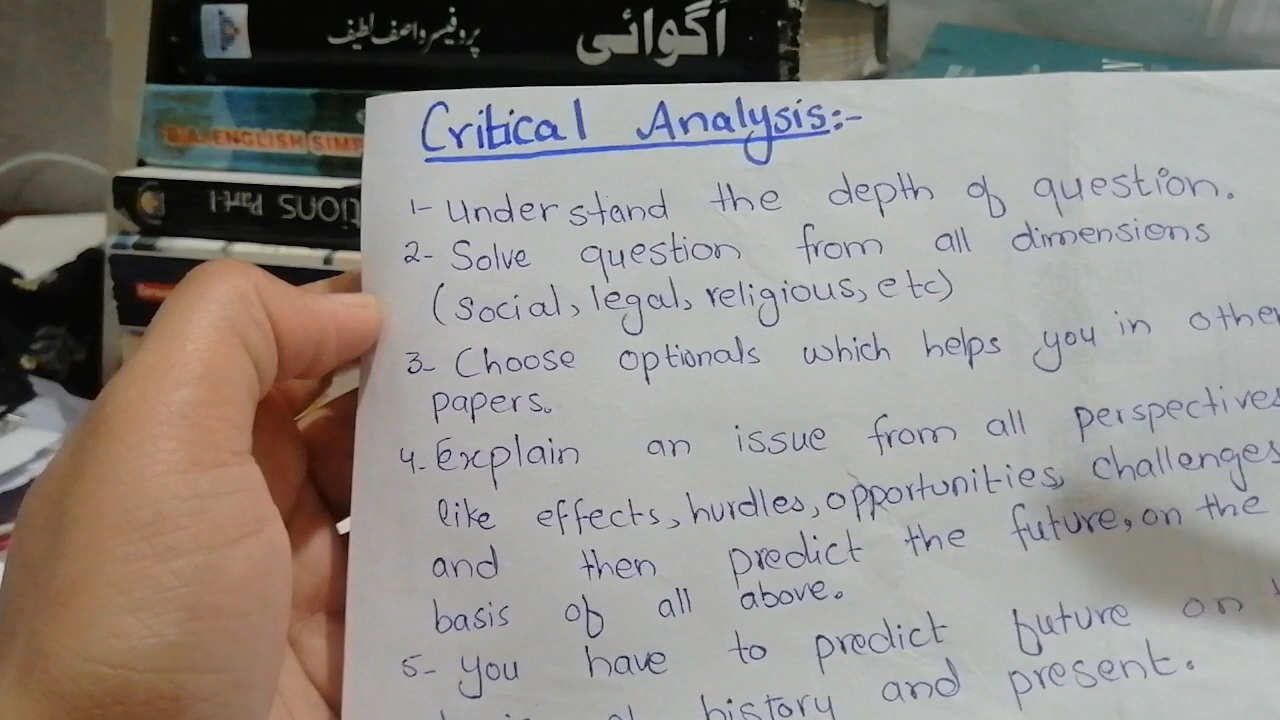 اگوائی
پروفیسر واصف لطیف
B.A. ENGLISH SIMP
TIONS Part-I
Critical Analysis:-
1- Understand the depth of question.
2- Solve question from all dimensions
(social, legal, religious, etc)
3- Choose optionals which helps you in other
papers.
4- Explain an issue from all perspectives
like effects, hurdles, opportunities, challenges
and then predict the future, on the
basis of all above.
5- You have to predict future on
history and present.